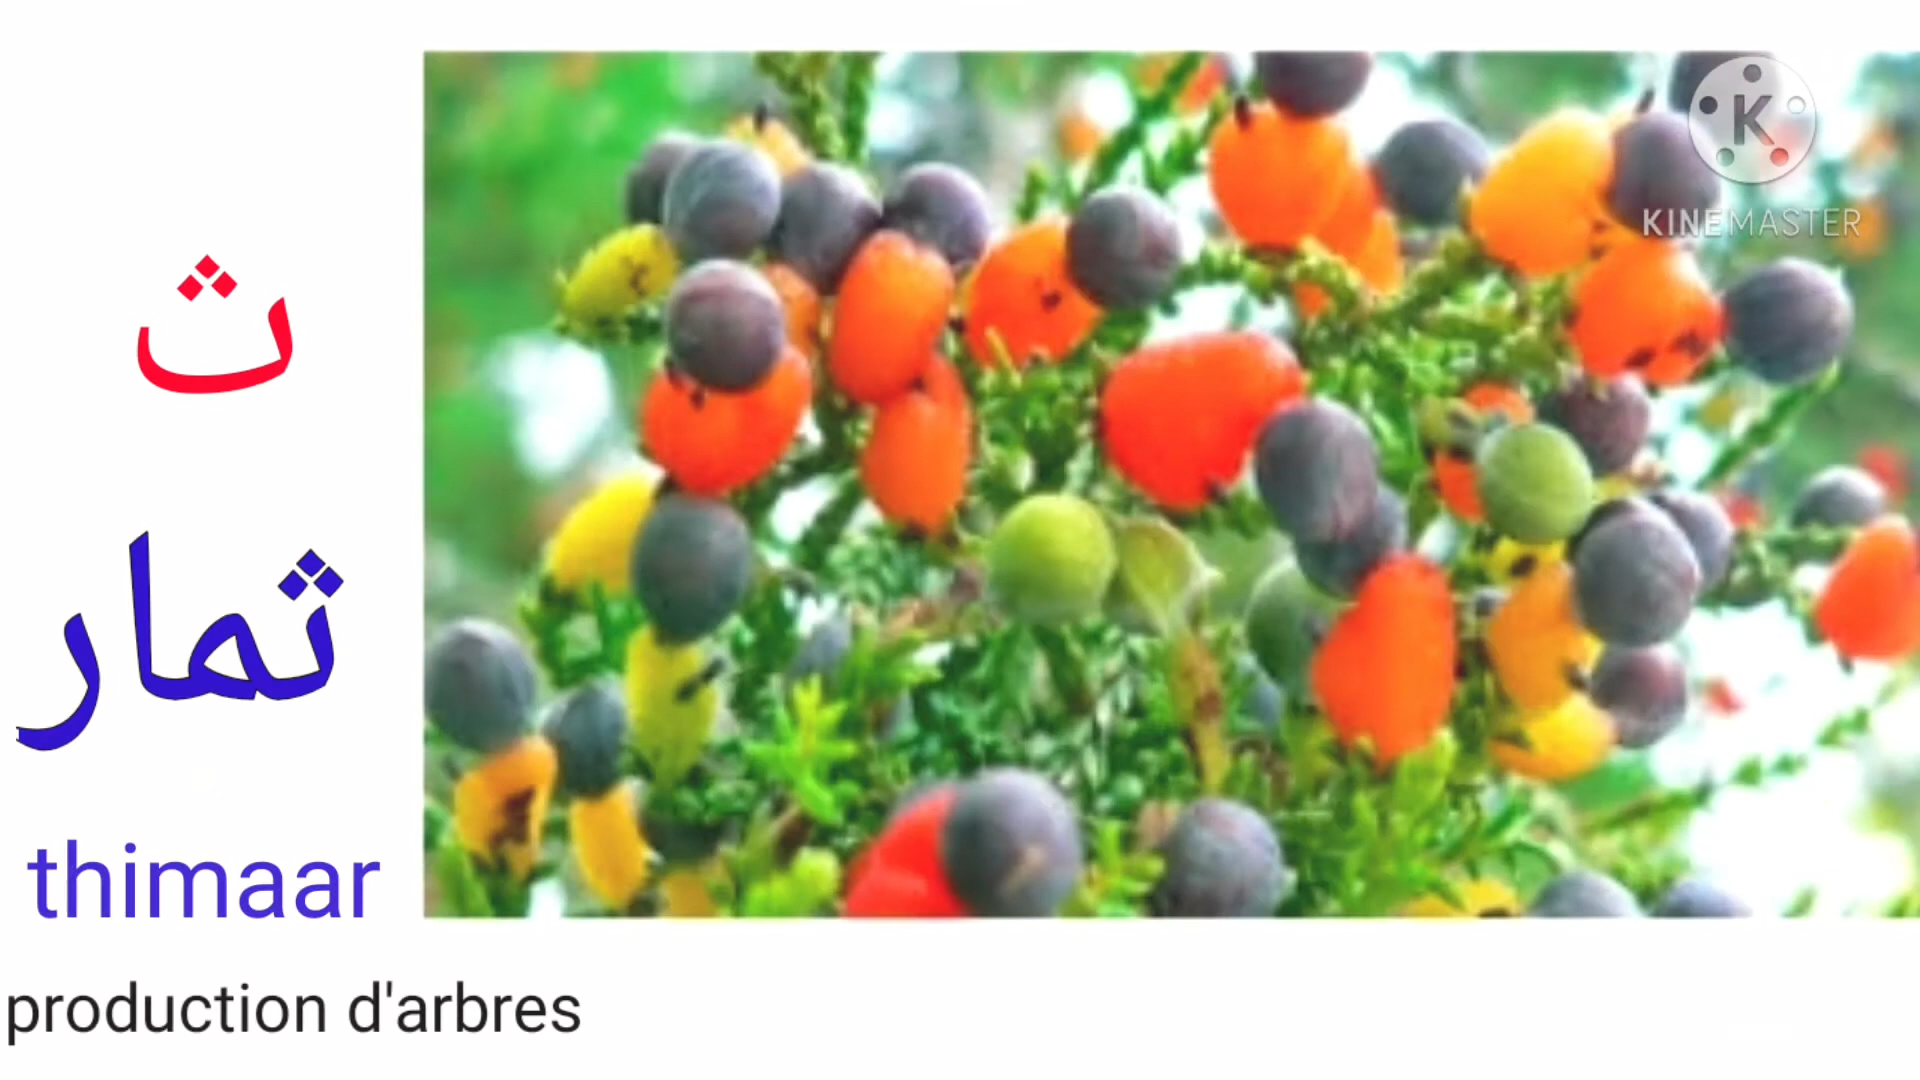 ث
ثمار
thimaar
production d'arbres
K
KINEMASTER